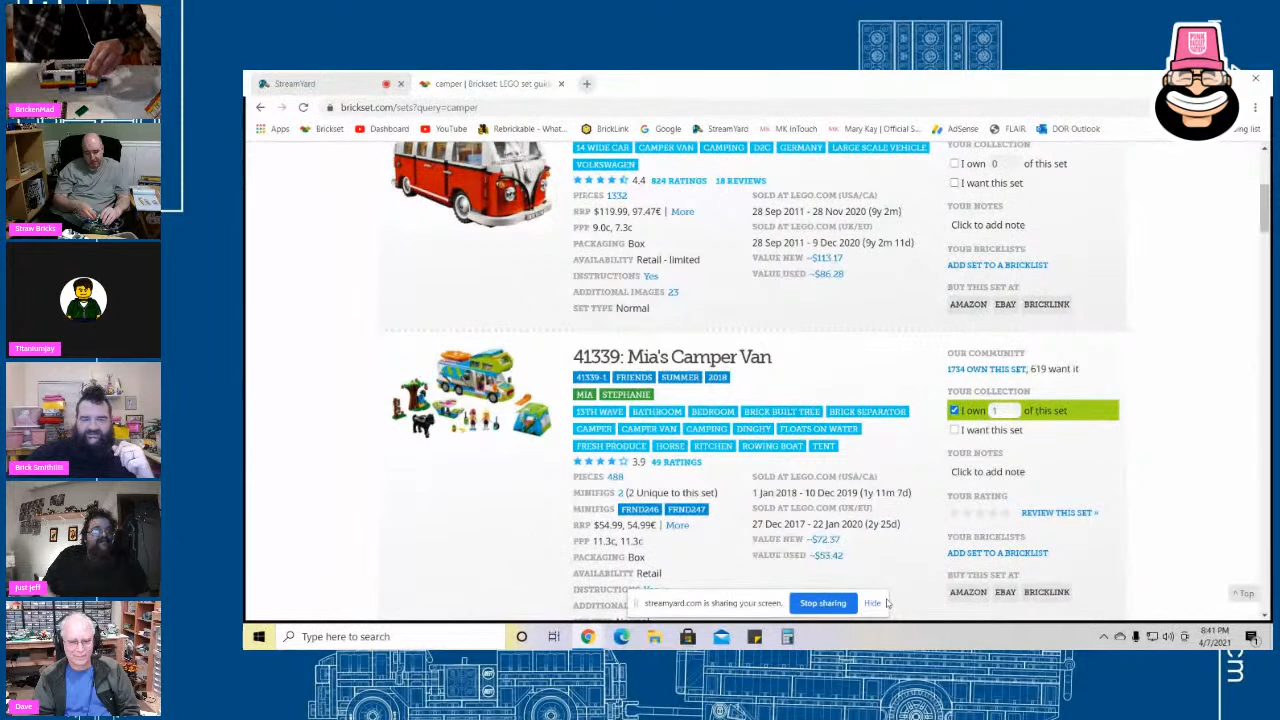 BrickenMad
Straw Bricks
TitaniumJay
Brick SmithIIII
Just Jeff
Dave
PINK
StreamYard
camper | Brickset: LEGO set guid
brickset.com/sets?query=camper
Apps
Brickset
Dashboard
YouTube
Rebrickable - What...
BrickLink
Google
StreamYard
MK InTouch
Mary Kay | Official S...
AdSense
FLAIR
DOR Outlook
ing list
14 WIDE CAR CAMPER VAN CAMPING D2C GERMANY LARGE SCALE VEHICLE
VOLKSWAGEN
4.4 824 RATINGS 18 REVIEWS
PIECES 1332
RRP $119.99, 97.47€ | More
PPP 9.0c, 7.3c
PACKAGING Box
AVAILABILITY Retail - limited
INSTRUCTIONS Yes
ADDITIONAL IMAGES 23
SET TYPE Normal
SOLD AT LEGO.COM (USA/CA)
28 Sep 2011 - 28 Nov 2020 (9y 2m)
SOLD AT LEGO.COM (UK/EU)
28 Sep 2011 - 9 Dec 2020 (9y 2m 11d)
VALUE NEW ~$113.17
VALUE USED ~$86.28
YOUR COLLECTION
I own 0 of this set
I want this set
YOUR NOTES
Click to add note
YOUR BRICKLISTS
ADD SET TO A BRICKLIST
BUY THIS SET AT
AMAZON EBAY BRICKLINK
41339: Mia's Camper Van
41339-1 FRIENDS SUMMER 2018
MIA STEPHANIE
13TH WAVE BATHROOM BEDROOM BRICK BUILT TREE BRICK SEPARATOR
CAMPER CAMPER VAN CAMPING DINGHY FLOATS ON WATER
FRESH PRODUCE HORSE KITCHEN ROWING BOAT TENT
3.9 49 RATINGS
PIECES 488
MINIFIGS 2 (2 Unique to this set)
MINIFIGS FRND246 FRND247
RRP $54.99, 54.99€ | More
PPP 11.3c, 11.3c
PACKAGING Box
AVAILABILITY Retail
INSTRUCTIONS
ADDITIONAL
SOLD AT LEGO.COM (USA/CA)
1 Jan 2018 - 10 Dec 2019 (1y 11m 7d)
SOLD AT LEGO.COM (UK/EU)
27 Dec 2017 - 22 Jan 2020 (2y 25d)
VALUE NEW ~$72.37
VALUE USED ~$53.42
OUR COMMUNITY
1734 OWN THIS SET, 619 want it
YOUR COLLECTION
I own 1 of this set
I want this set
YOUR NOTES
Click to add note
YOUR RATING
REVIEW THIS SET »
YOUR BRICKLISTS
ADD SET TO A BRICKLIST
BUY THIS SET AT
AMAZON EBAY BRICKLINK
^ Top
streamyard.com is sharing your screen.
Stop sharing
Hide
Type here to search
8:41 PM
4/7/2021
cm